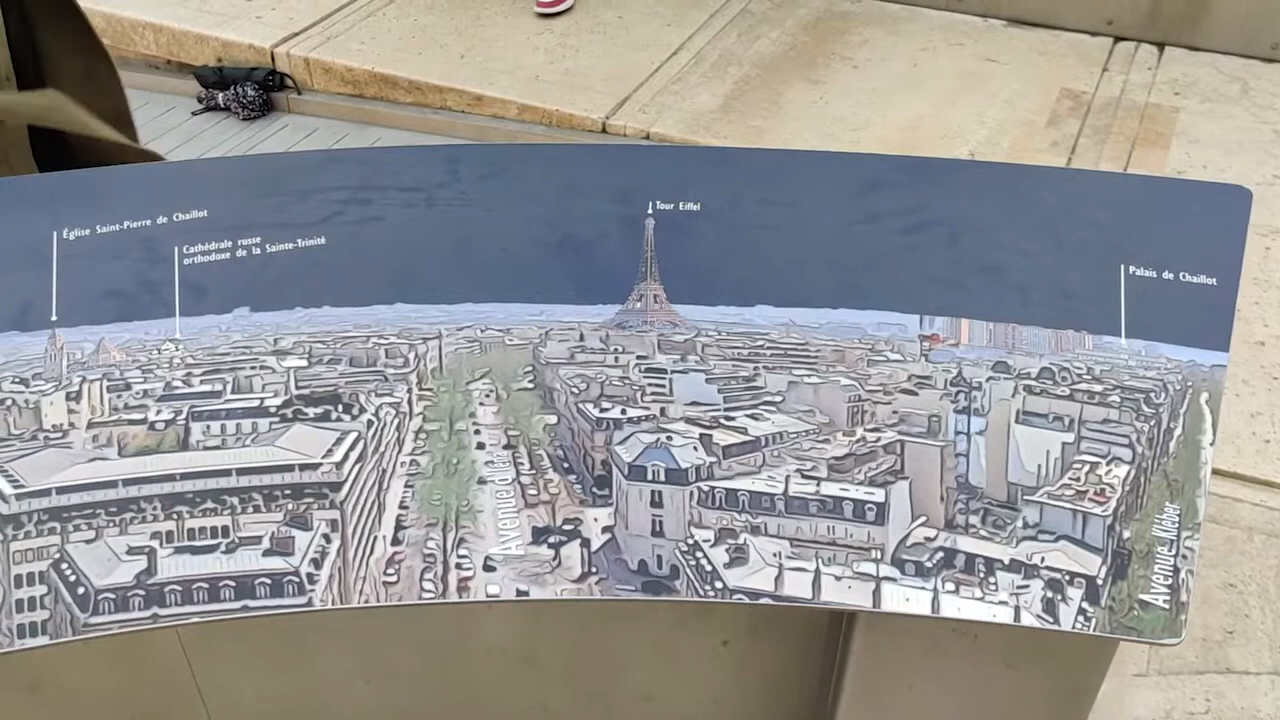 Église Saint-Pierre de Chaillot
Cathédrale russe
orthodoxe de la Sainte-Trinité
Tour Eiffel
Palais de Chaillot
Avenue d'Iéna
Avenue Kléber